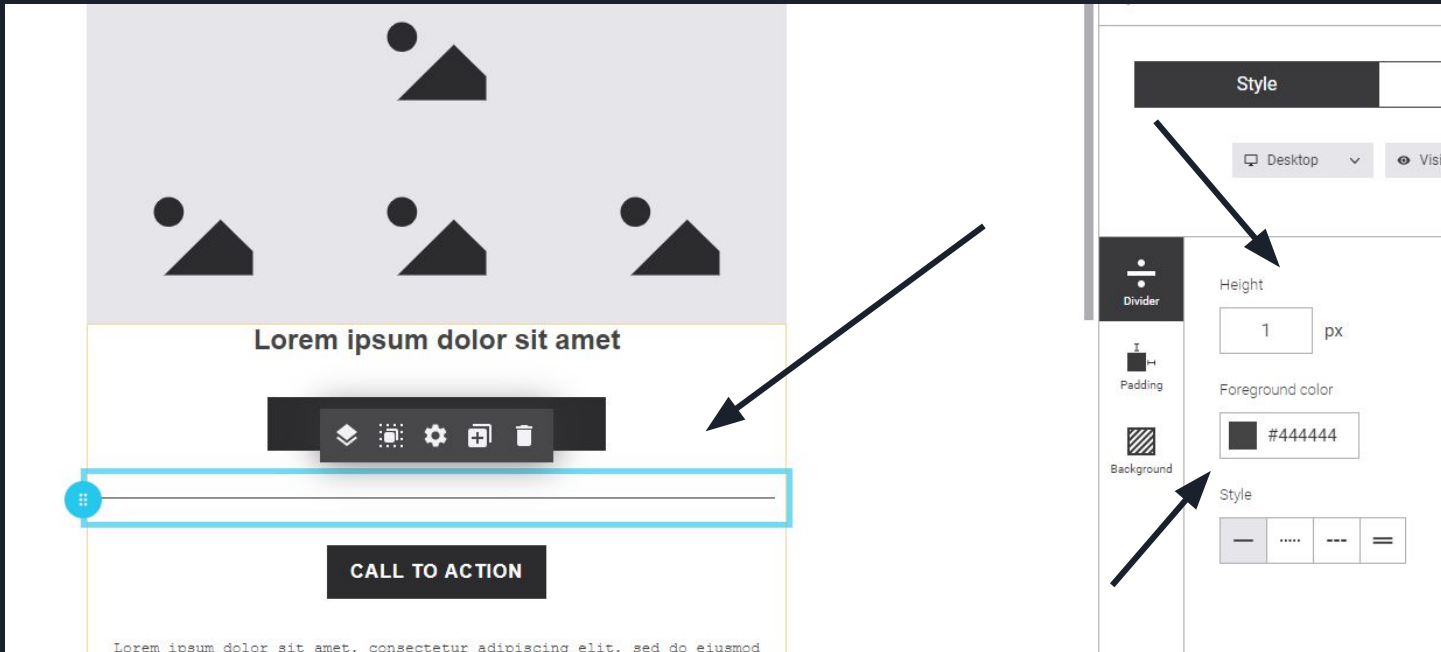 Lorem ipsum dolor sit amet
CALL TO ACTION
Lorem ipsum dolor sit amet, consectetur adipiscing elit, sed do eiusmod
Style
Desktop
Divider
Height
1 px
Padding
Foreground color
#444444
Background
Style